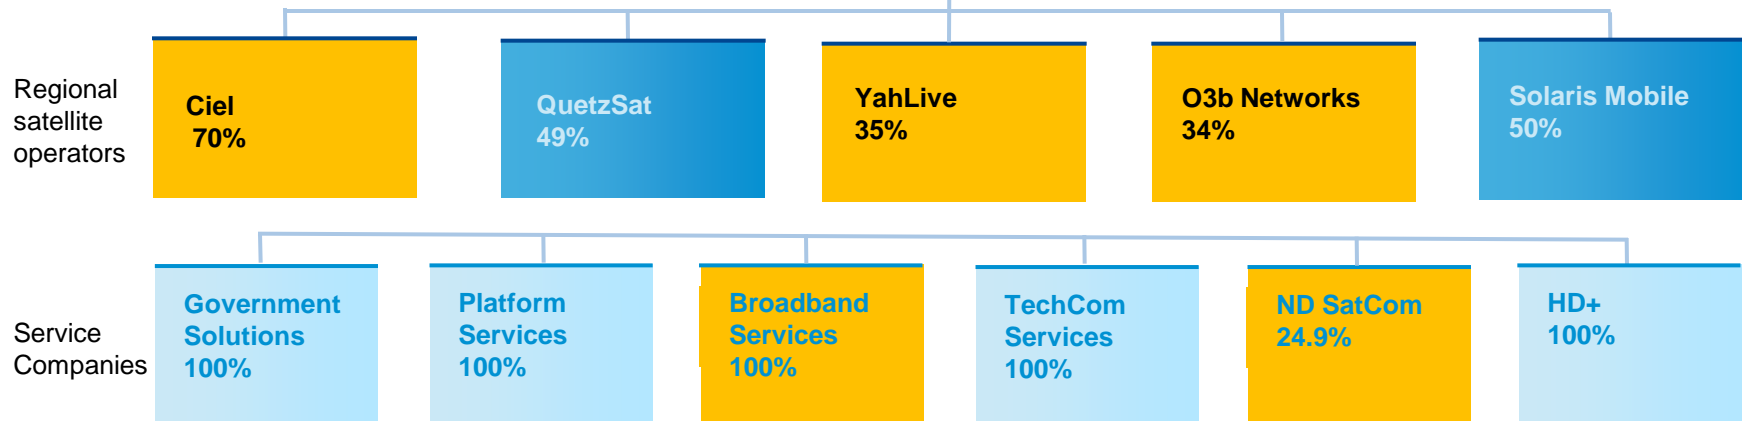 Regional
satellite
operators
Ciel
70%
QuetzSat
49%
YahLive
35%
O3b Networks
34%
Solaris Mobile
50%
Service
Companies
Government
Solutions
100%
Platform
Services
100%
Broadband
Services
100%
TechCom
Services
100%
ND SatCom
24.9%
HD+
100%